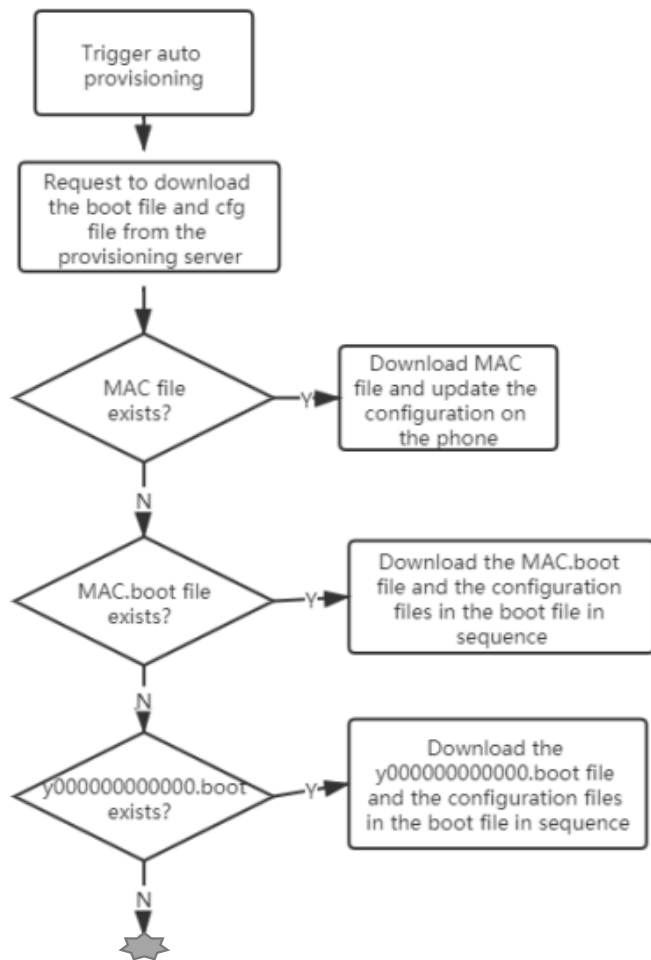 Trigger auto
provisioning
Request to download
the boot file and cfg
file from the
provisioning server
MAC file
exists?
Y
Download MAC
file and update the
configuration on
the phone
N
MAC.boot file
exists?
Y
Download the MAC.boot
file and the configuration
files in the boot file in
sequence
N
y000000000000.boot
exists?
Y
Download the
y000000000000.boot file
and the configuration files
in the boot file in sequence
N